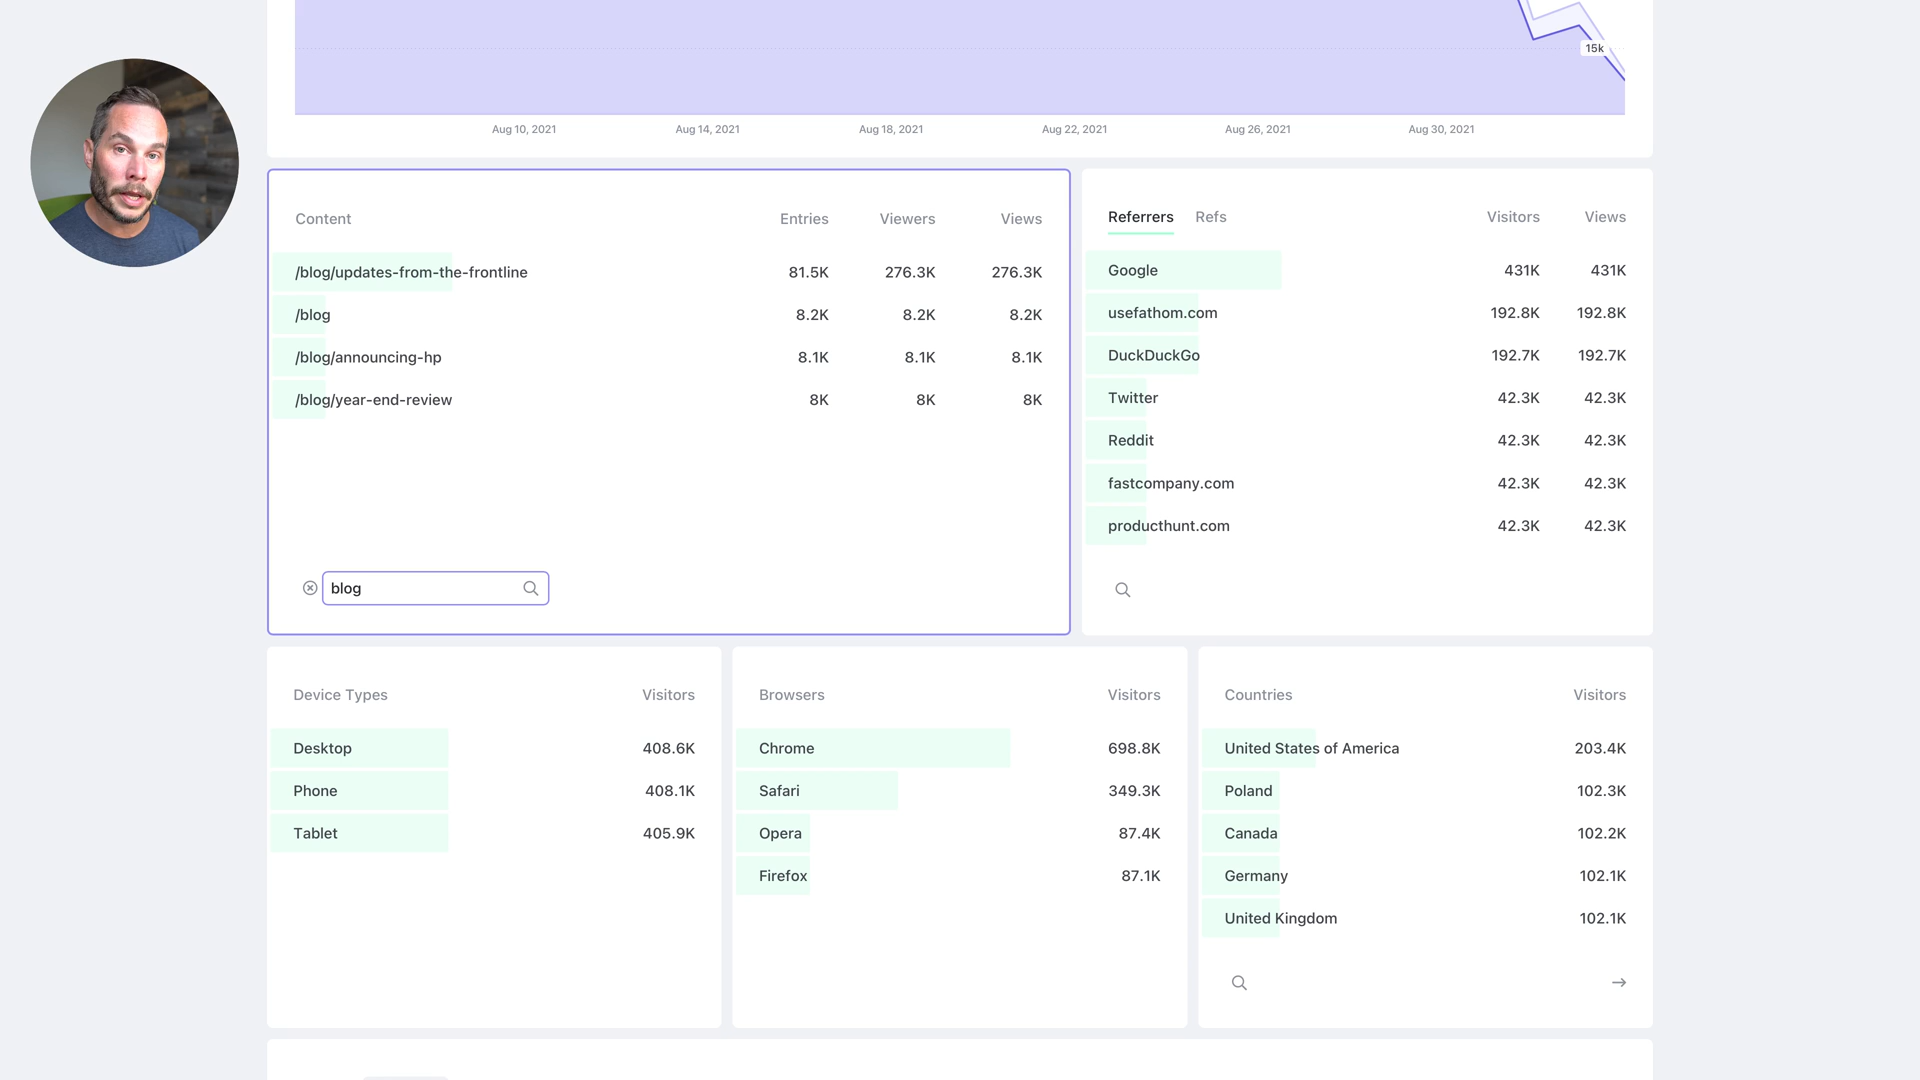 15k
Aug 10, 2021 Aug 14, 2021 Aug 18, 2021 Aug 22, 2021 Aug 26, 2021 Aug 30, 2021
Content Entries Viewers Views
/blog/updates-from-the-frontline 81.5K 276.3K 276.3K
/blog 8.2K 8.2K 8.2K
/blog/announcing-hp 8.1K 8.1K 8.1K
/blog/year-end-review 8K 8K 8K
blog
Referrers Refs Visitors Views
Google 431K 431K
usefathom.com 192.8K 192.8K
DuckDuckGo 192.7K 192.7K
Twitter 42.3K 42.3K
Reddit 42.3K 42.3K
fastcompany.com 42.3K 42.3K
producthunt.com 42.3K 42.3K
Device Types Visitors
Desktop 408.6K
Phone 408.1K
Tablet 405.9K
Browsers Visitors
Chrome 698.8K
Safari 349.3K
Opera 87.4K
Firefox 87.1K
Countries Visitors
United States of America 203.4K
Poland 102.3K
Canada 102.2K
Germany 102.1K
United Kingdom 102.1K